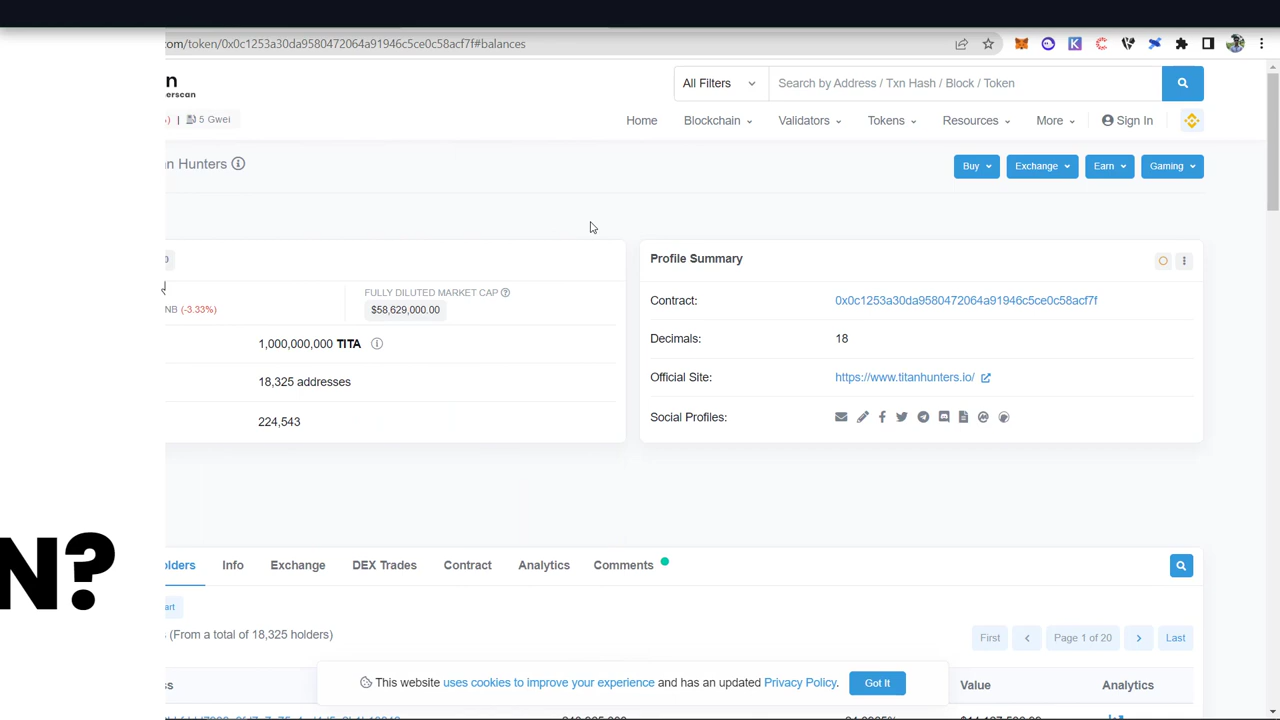 com/token/0x0c1253a30da9580472064a91946c5ce0c58acf7f#balances
n
erscan
All Filters
Search by Address / Txn Hash / Block / Token
) | 5 Gwei
Home Blockchain Validators Tokens Resources More Sign In
an Hunters
Buy Exchange Earn Gaming
Profile Summary
FULLY DILUTED MARKET CAP
NB (-3.33%)
$58,629,000.00
Contract: 0x0c1253a30da9580472064a91946c5ce0c58acf7f
1,000,000,000 TITA
Decimals: 18
18,325 addresses
Official Site: https://www.titanhunters.io/
224,543
Social Profiles:
N?
olders Info Exchange DEX Trades Contract Analytics Comments
art
s (From a total of 18,325 holders)
First Page 1 of 20 Last
ss
This website uses cookies to improve your experience and has an updated Privacy Policy. Got It
Value Analytics